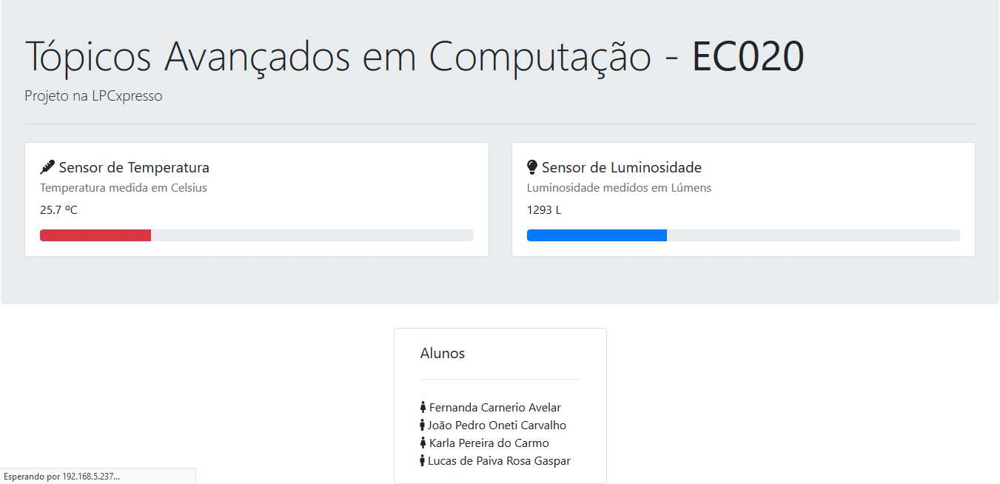 Tópicos Avançados em Computação - EC020
Projeto na LPCxpresso
Sensor de Temperatura
Temperatura medida em Celsius
25.7 ºC
Sensor de Luminosidade
Luminosidade medidos em Lúmens
1293 L
Alunos
Fernanda Carnerio Avelar
João Pedro Oneti Carvalho
Karla Pereira do Carmo
Lucas de Paiva Rosa Gaspar
Esperando por 192.168.5.237...